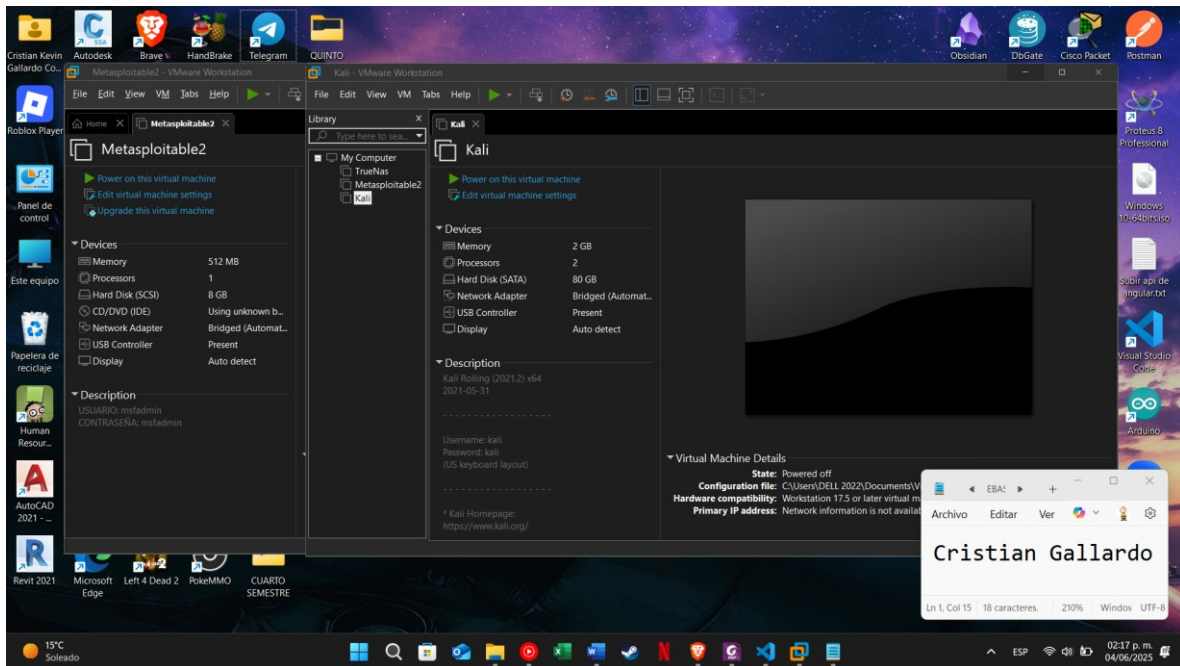 Cristian Kevin
Gallardo Co...
Autodesk
Brave
HandBrake
Telegram
QUINTO
Obsidian
DbGate
Cisco Packet
Postman
Metasploitable2 - VMware Workstation
File Edit View VM Tabs Help
Home
Metasploitable2
Metasploitable2
Power on this virtual machine
Edit virtual machine settings
Upgrade this virtual machine
Devices
Memory 512 MB
Processors 1
Hard Disk (SCSI) 8 GB
CD/DVD (IDE) Using unknown b...
Network Adapter Bridged (Automat...
USB Controller Present
Display Auto detect
Description
USUARIO: msfadmin
CONTRASEÑA: msfadmin
Kali - VMware Workstation
File Edit View VM Tabs Help
Library
Type here to sea...
My Computer
TrueNas
Metasploitable2
Kali
Kali
Kali
Power on this virtual machine
Edit virtual machine settings
Devices
Memory 2 GB
Processors 2
Hard Disk (SATA) 80 GB
Network Adapter Bridged (Automat...
USB Controller Present
Display Auto detect
Description
Kali Rolling (2021.2) x64
2021-05-31
- - - - - - - - - - - - - - - -
Username: kali
Password: kali
(US keyboard layout)
- - - - - - - - - - - - - - - -
* Kali Homepage:
https://www.kali.org/
Virtual Machine Details
State: Powered off
Configuration file: C:\Users\DELL 2022\Documents\V
Hardware compatibility: Workstation 17.5 or later virtual m
Primary IP address: Network information is not availab
Roblox Player
Panel de
control
Este equipo
Papelera de
reciclaje
Human
Resour...
AutoCAD
2021 - ...
Revit 2021
Microsoft
Edge
Left 4 Dead 2
PokeMMO
CUARTO
SEMESTRE
Proteus 8
Professional
Windows
10-64bits.iso
Subir api de
angular.txt
Visual Studio
Code
Arduino
EBAS
Archivo Editar Ver
Cristian Gallardo
Ln 1, Col 15 18 caracteres. 210% Window UTF-8
15°C
Soleado
ESP
02:17 p. m.
04/06/2025